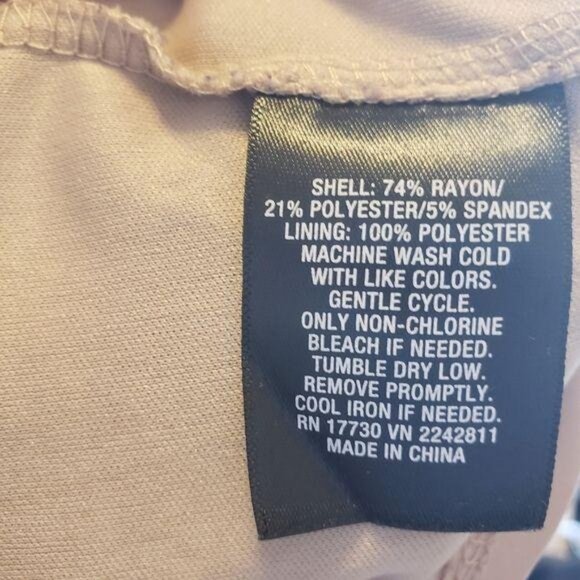 SHELL: 74% RAYON/
21% POLYESTER/5% SPANDEX
LINING: 100% POLYESTER
MACHINE WASH COLD
WITH LIKE COLORS.
GENTLE CYCLE.
ONLY NON-CHLORINE
BLEACH IF NEEDED.
TUMBLE DRY LOW.
REMOVE PROMPTLY.
COOL IRON IF NEEDED.
RN 17730 VN 2242811
MADE IN CHINA